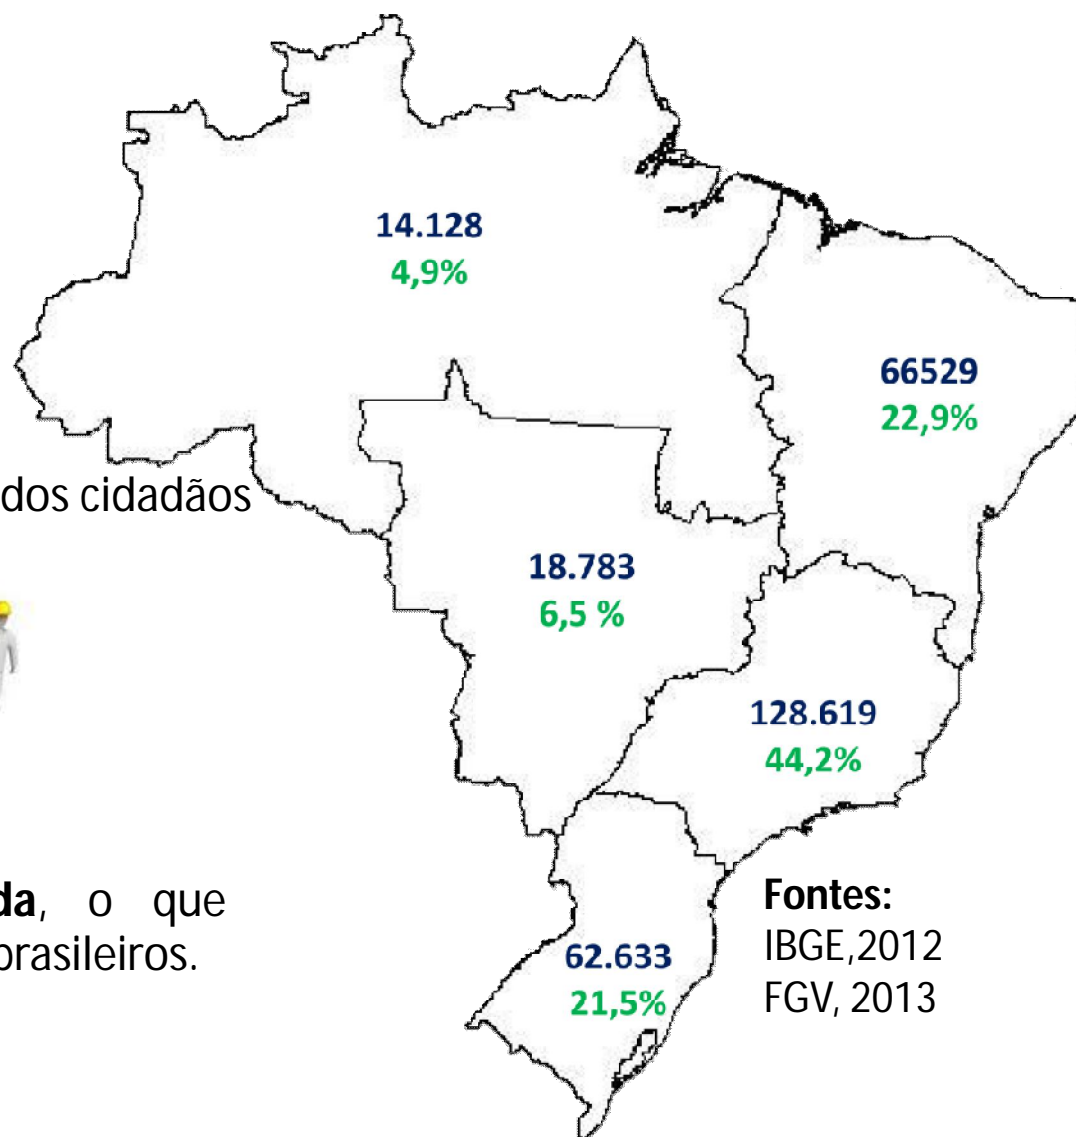 14.128
4,9%
66529
22,9%
dos cidadãos
18.783
6,5 %
128.619
44,2%
da, o que
brasileiros.
62.633
21,5%
Fontes:
IBGE,2012
FGV, 2013